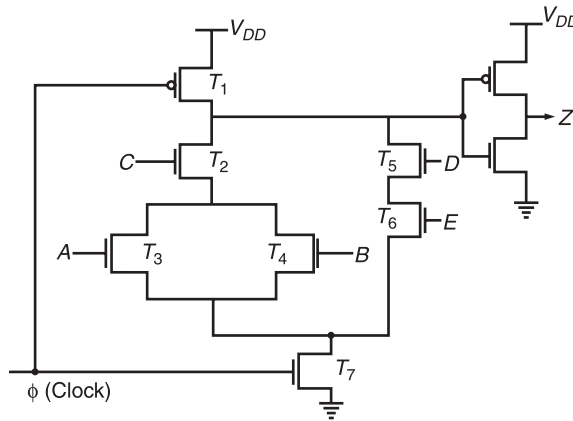 V_DD
V_DD
T_1
Z
C
T_2
T_5
D
T_6
E
A
T_3
T_4
B
T_7
φ (Clock)